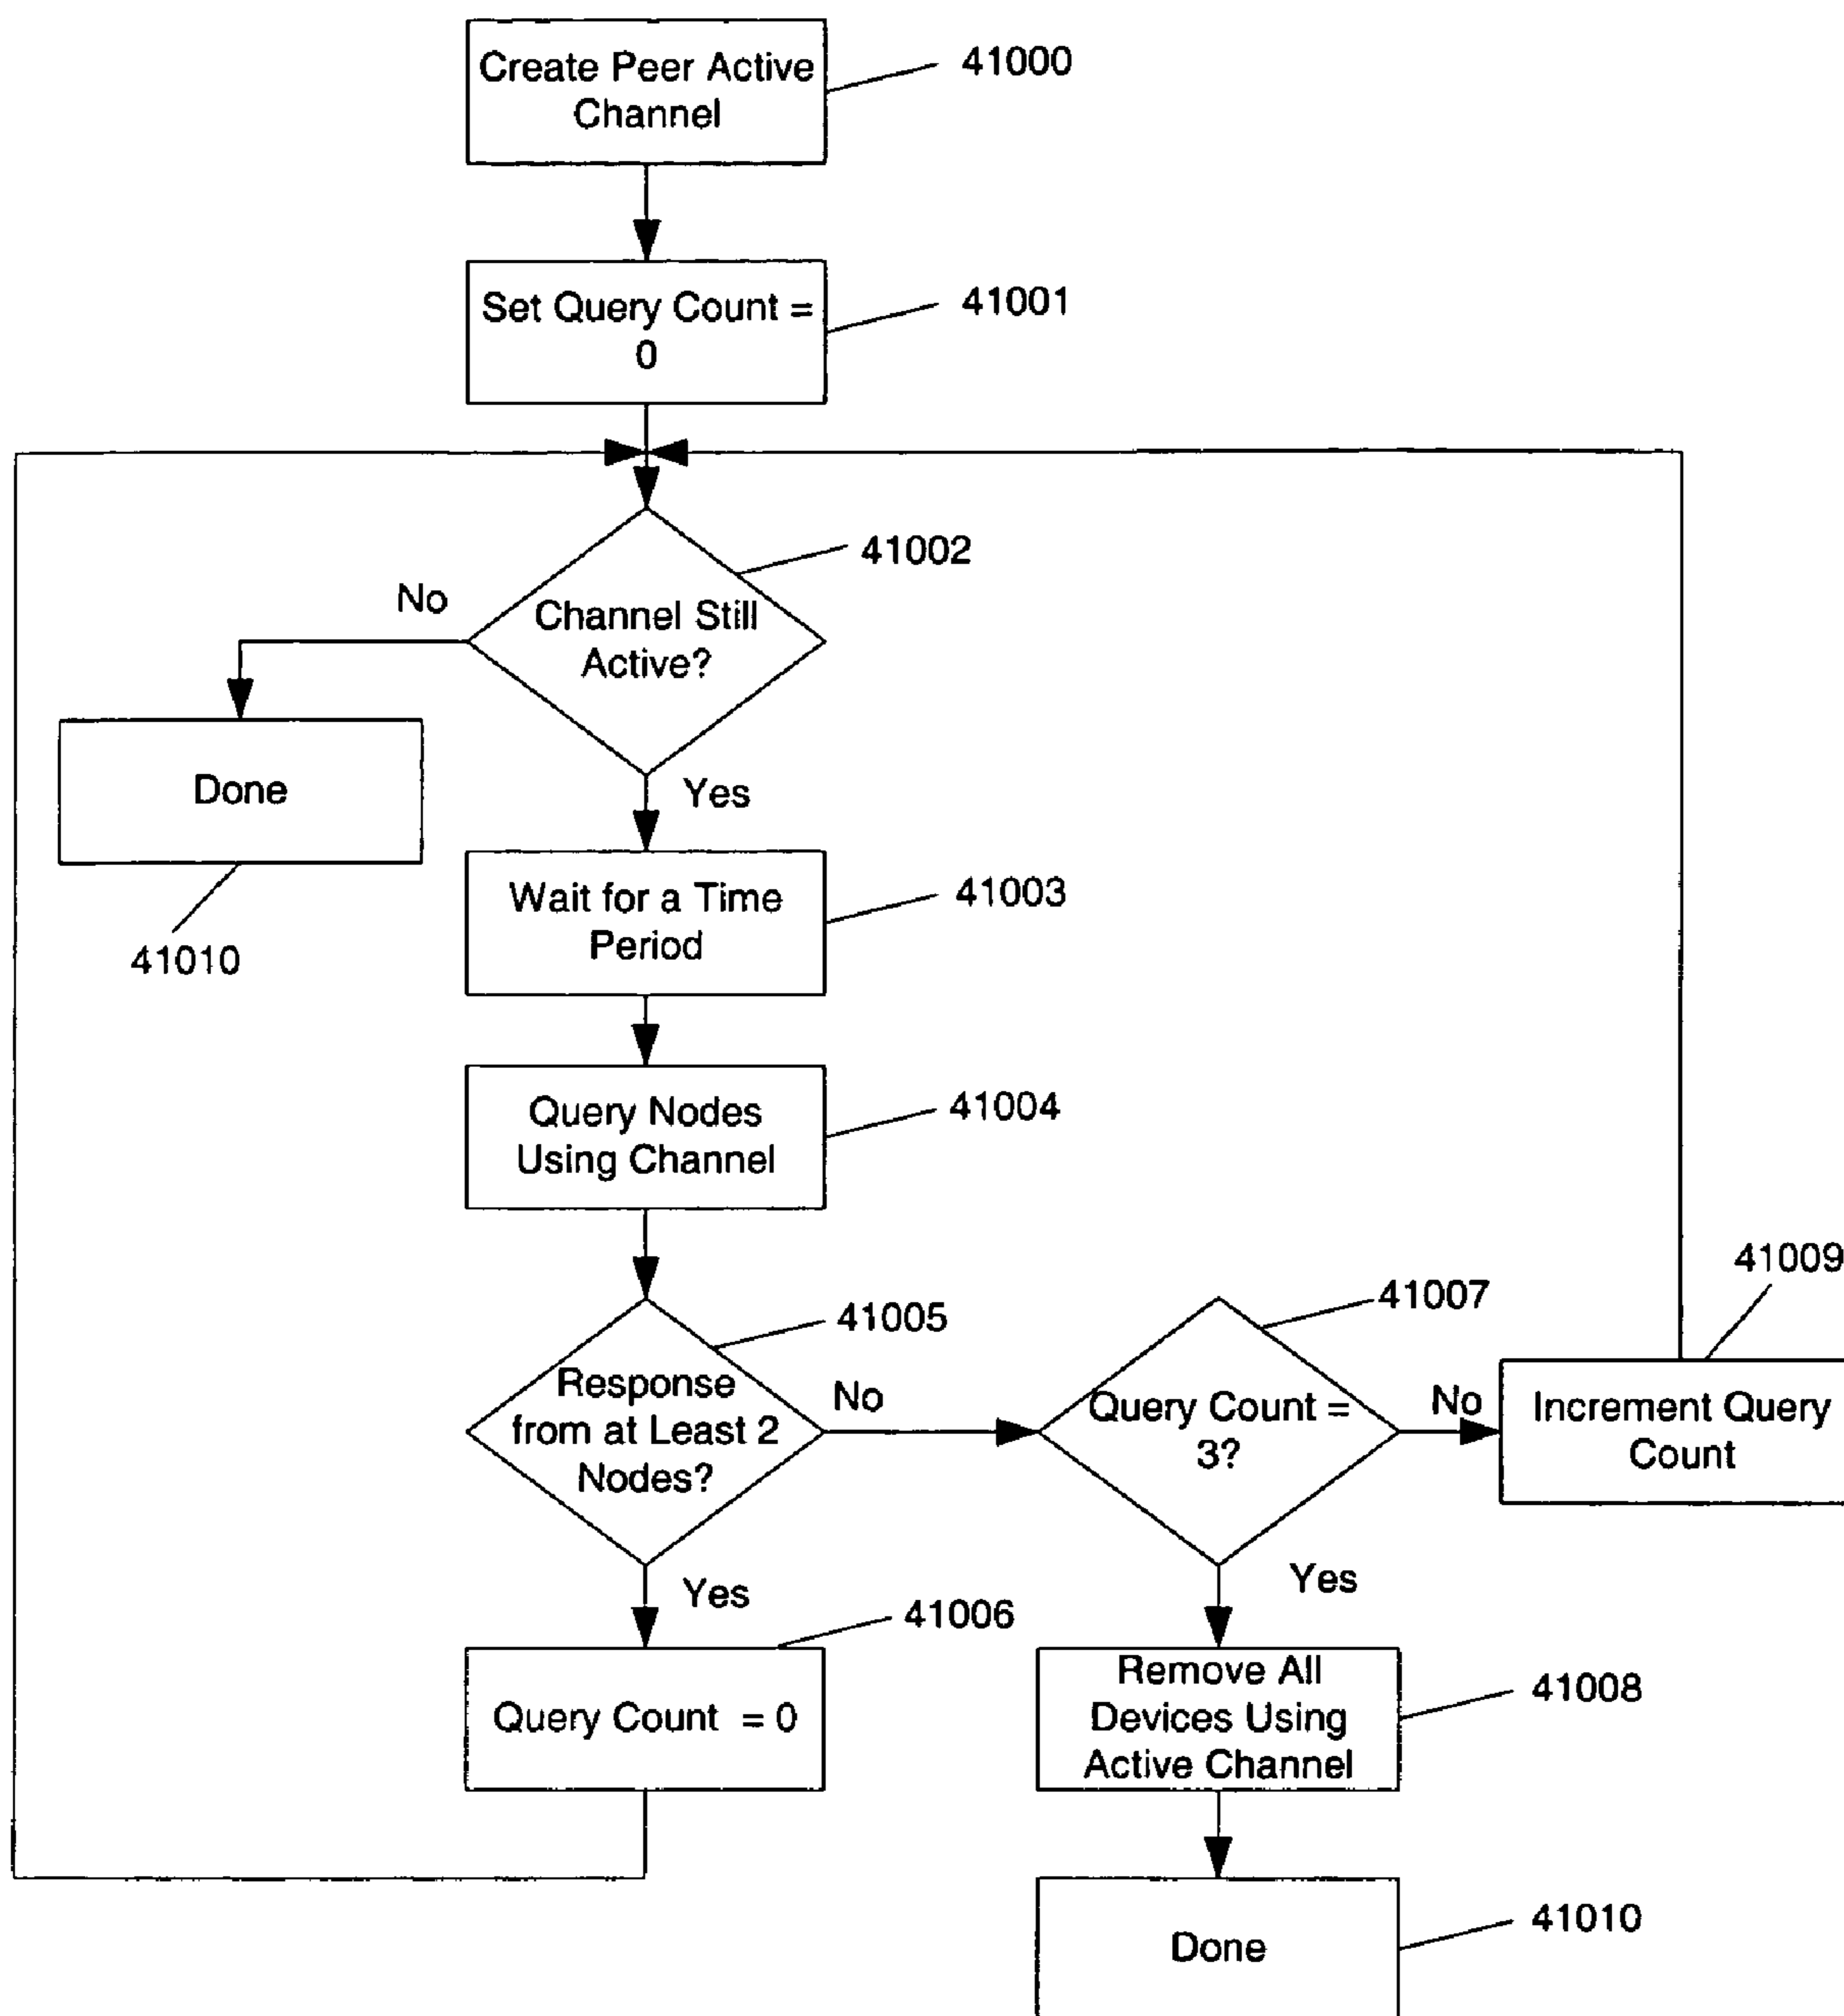 Create Peer Active
Channel
41000
Set Query Count =
0
41001
41002
No
Channel Still
Active?
Done
Yes
41010
Wait for a Time
Period
41003
Query Nodes
Using Channel
41004
41005
Response
from at Least 2
Nodes?
No
41007
Query Count =
3?
No
41009
Increment Query
Count
Yes
41006
Query Count = 0
Yes
Remove All
Devices Using
Active Channel
41008
Done
41010